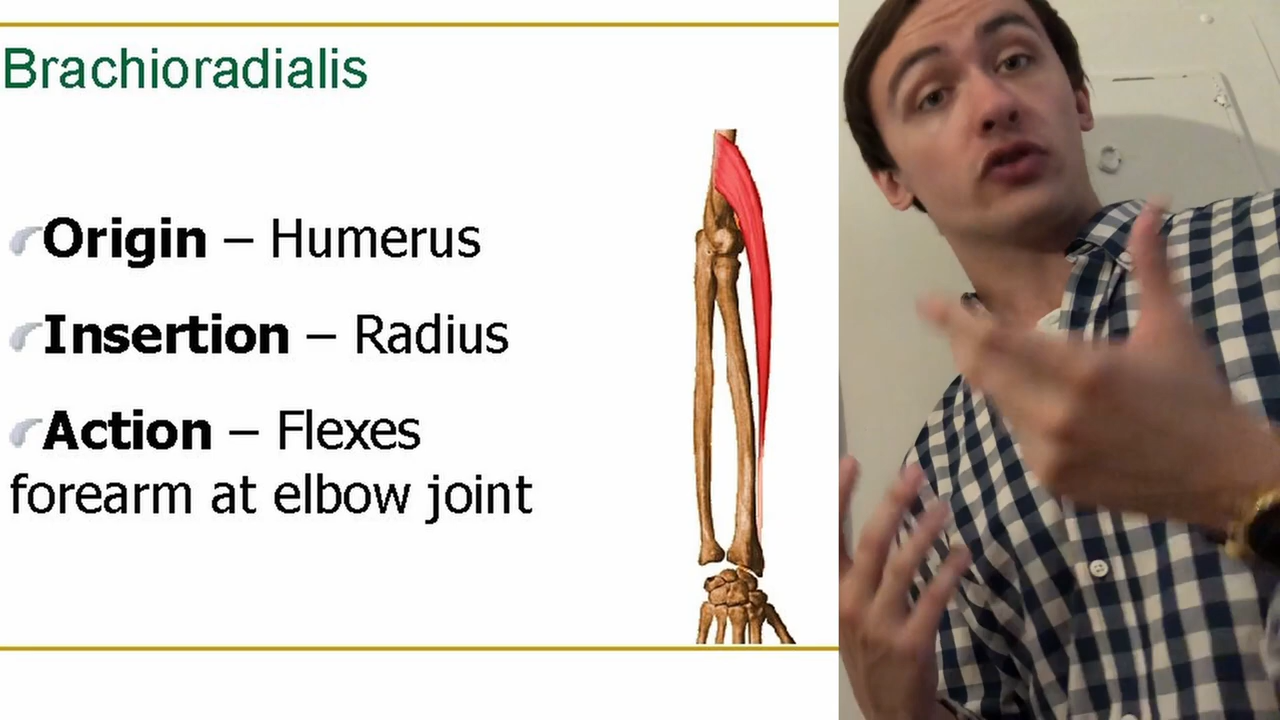 Brachioradialis
Origin – Humerus
Insertion – Radius
Action – Flexes
forearm at elbow joint